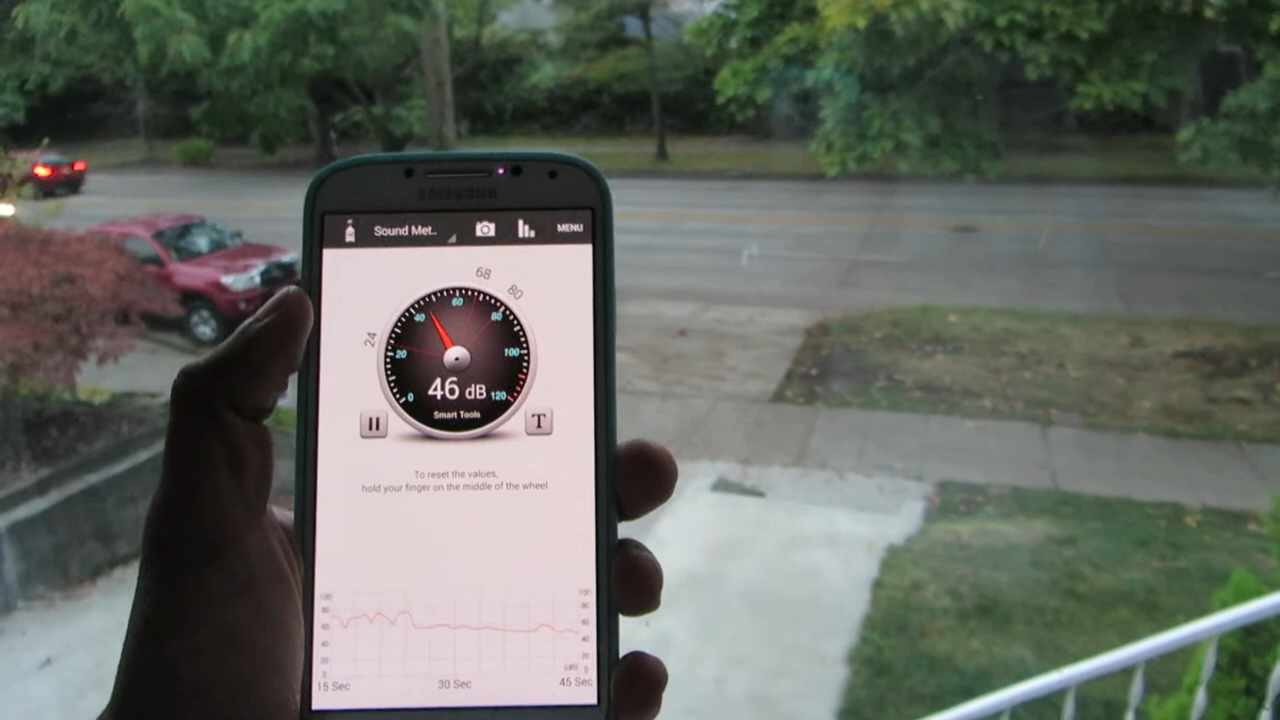 SAMSUNG
Sound Met.. MENU
68
80
24
60
40
80
20
100
46 dB
0
120
Smart Tools
T
To reset the values,
hold your finger on the middle of the wheel.
100 100
80 80
60 60
40 40
20 20
0 (dB) 0
15 Sec 30 Sec 45 Sec